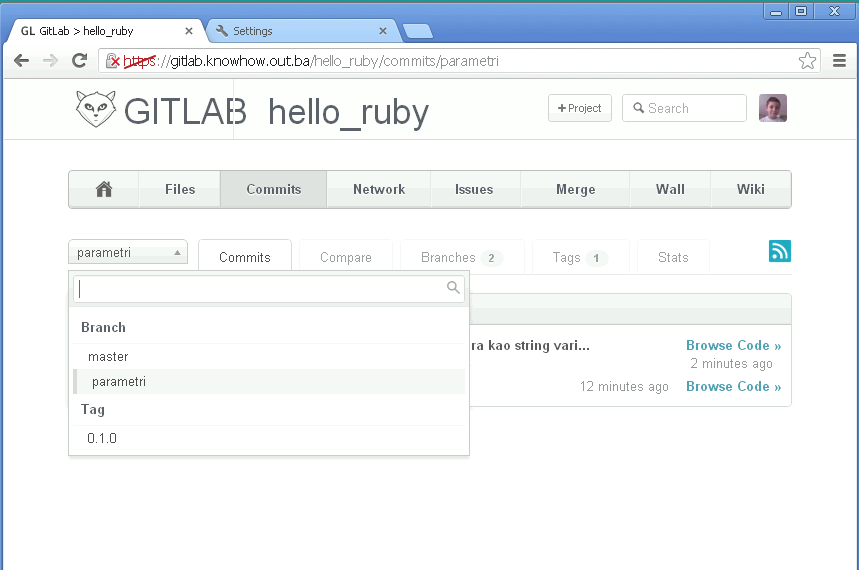 GL GitLab > hello_ruby
Settings
https://gitlab.knowhow.out.ba/hello_ruby/commits/parametri
GITLAB hello_ruby
+Project
Search
Files
Commits
Network
Issues
Merge
Wall
Wiki
parametri
Commits
Compare
Branches 2
Tags 1
Stats
Branch
master
parametri
Tag
0.1.0
ra kao string vari...
Browse Code »
2 minutes ago
12 minutes ago
Browse Code »